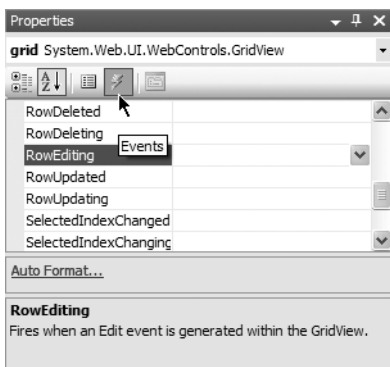 Properties
grid System.Web.UI.WebControls.GridView
RowDeleted
RowDeleting
Events
RowEditing
RowUpdated
RowUpdating
SelectedIndexChanged
SelectedIndexChanging
Auto Format...
RowEditing
Fires when an Edit event is generated within the GridView.